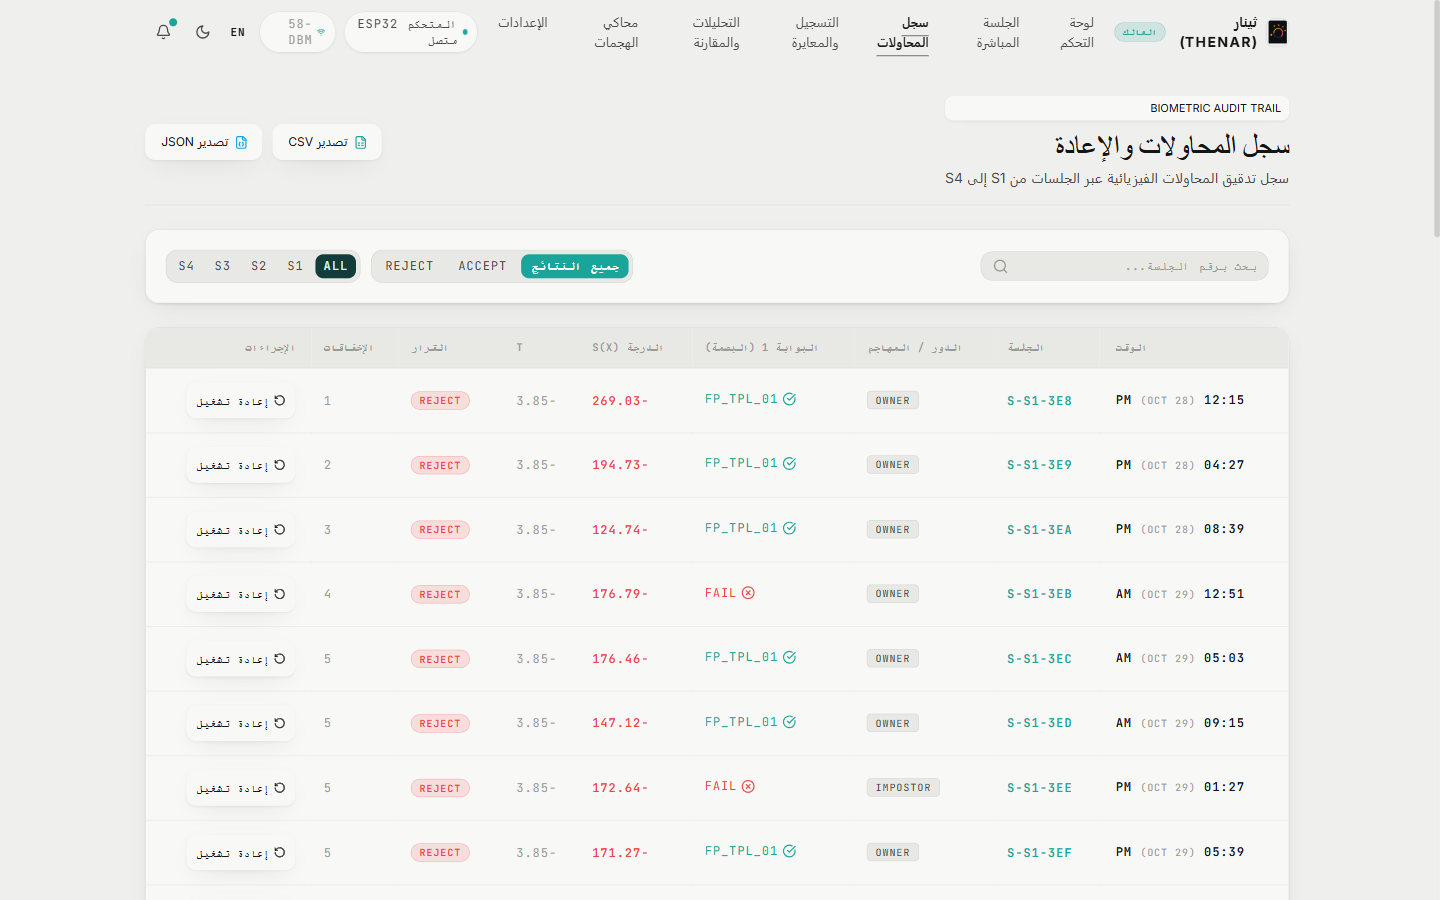 ثينار
(THENAR)
المالك
لوحة
التحكم
الجلسة
المباشرة
سجل
المحاولات
التسجيل
والمعايرة
التحليلات
والمقارنة
محاكي
الهجمات
الإعدادات
المتحكم ESP32
متصل
58-
DBM
EN
BIOMETRIC AUDIT TRAIL
سجل المحاولات والإعادة
سجل تدقيق المحاولات الفيزيائية عبر الجلسات من S1 إلى S4
تصدير CSV
تصدير JSON
بحث برقم الجلسة...
جميع النتائج ACCEPT REJECT
ALL S1 S2 S3 S4
الوقت الجلسة الدور / المهاجم البوابة 1 (البصمة) الدرجة S(X) T القرار الإخفاقات الإجراءات
12:15 (OCT 28) PM S-S1-3E8 OWNER FP_TPL_01 269.03- 3.85- REJECT 1 إعادة تشغيل
04:27 (OCT 28) PM S-S1-3E9 OWNER FP_TPL_01 194.73- 3.85- REJECT 2 إعادة تشغيل
08:39 (OCT 28) PM S-S1-3EA OWNER FP_TPL_01 124.74- 3.85- REJECT 3 إعادة تشغيل
12:51 (OCT 29) AM S-S1-3EB OWNER FAIL 176.79- 3.85- REJECT 4 إعادة تشغيل
05:03 (OCT 29) AM S-S1-3EC OWNER FP_TPL_01 176.46- 3.85- REJECT 5 إعادة تشغيل
09:15 (OCT 29) AM S-S1-3ED OWNER FP_TPL_01 147.12- 3.85- REJECT 5 إعادة تشغيل
01:27 (OCT 29) PM S-S1-3EE IMPOSTOR FAIL 172.64- 3.85- REJECT 5 إعادة تشغيل
05:39 (OCT 29) PM S-S1-3EF OWNER FP_TPL_01 171.27- 3.85- REJECT 5 إعادة تشغيل